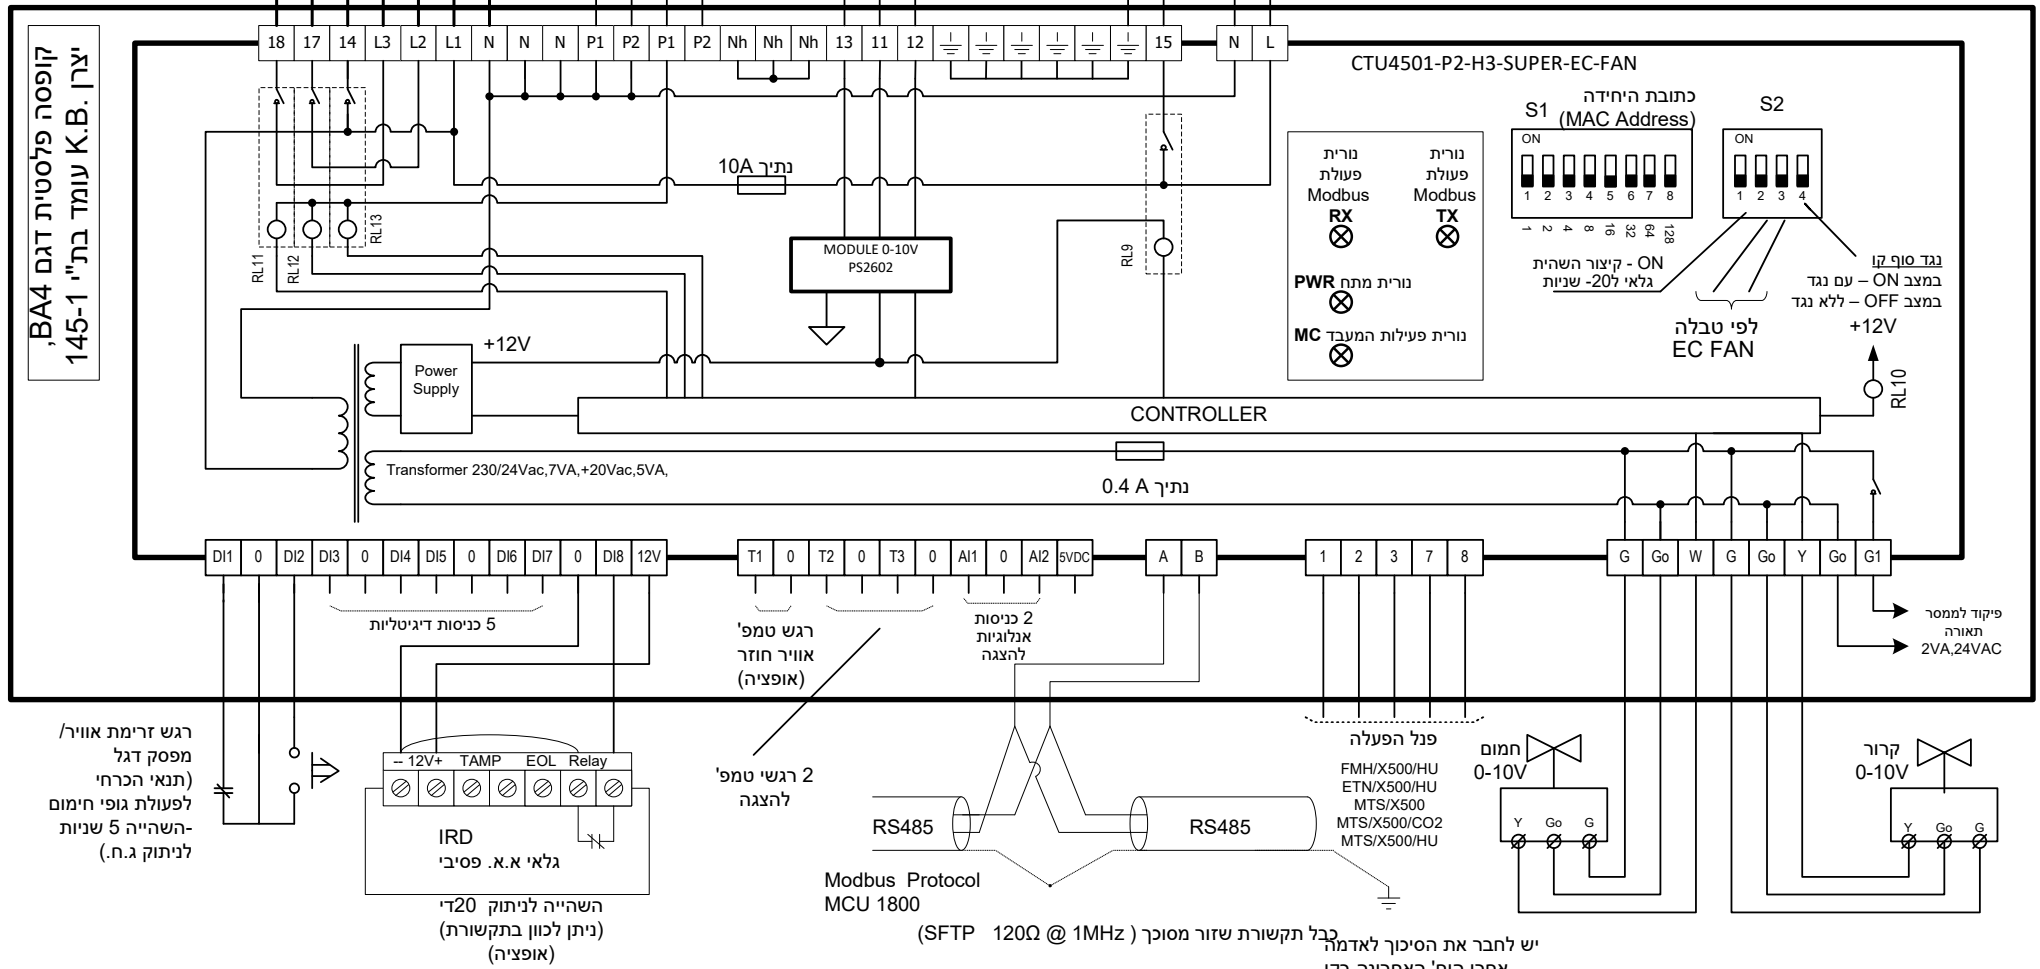 קופסה פלסטית דגם BA4,
יצרן .K.B עומד בת"י 145-1
18 17 14 L3 L2 L1 N N N P1 P2 P1 P2 Nh Nh Nh 13 11 12 15 N L
CTU4501-P2-H3-SUPER-EC-FAN
RL11
RL12
RL13
נתיך 10A
MODULE 0-10V
PS2602
RL9
נורית
פעולת
Modbus
RX
נורית
פעולת
Modbus
TX
נורית מתח PWR
נורית פעילות המעבד MC
S1
כתובת היחידה
(MAC Address)
ON
1 2 3 4 5 6 7 8
1 2 4 8 16 32 64 128
S2
ON
1 2 3 4
ON - קיצור השהית
גלאי ל20- שניות
לפי טבלה
EC FAN
נגד סוף קו
במצב ON – עם נגד
במצב OFF – ללא נגד
+12V
RL10
+12V
Power
Supply
CONTROLLER
Transformer 230/24Vac,7VA,+20Vac,5VA,
נתיך 0.4 A
DI1 0 DI2 DI3 0 DI4 DI5 0 DI6 DI7 0 DI8 12V
T1 0 T2 0 T3 0 AI1 0 AI2 5VDC
A B
1 2 3 7 8
G Go W G Go Y Go G1
5 כניסות דיגיטליות
רגש טמפ'
אוויר חוזר
(אופציה)
2 כניסות
אנלוגיות
להצגה
פיקוד לממסר
תאורה
2VA,24VAC
רגש זרימת אוויר/
מפסק דגל
(תנאי הכרחי
לפעולת גופי חימום
-השהייה 5 שניות
לניתוק ג.ח.)
-- 12V+ TAMP EOL Relay
IRD
גלאי א.א. פסיבי
השהייה לניתוק 20די
(ניתן לכוון בתקשורת)
(אופציה)
2 רגשי טמפ'
להצגה
RS485
RS485
Modbus Protocol
MCU 1800
כבל תקשורת שזור מסוכך ( SFTP 120Ω @ 1MHz)
פנל הפעלה
FMH/X500/HU
ETN/X500/HU
MTS/X500
MTS/X500/CO2
MTS/X500/HU
חמום
0-10V
Y Go G
קרור
0-10V
Y Go G
יש לחבר את הסיכוך לאדמה